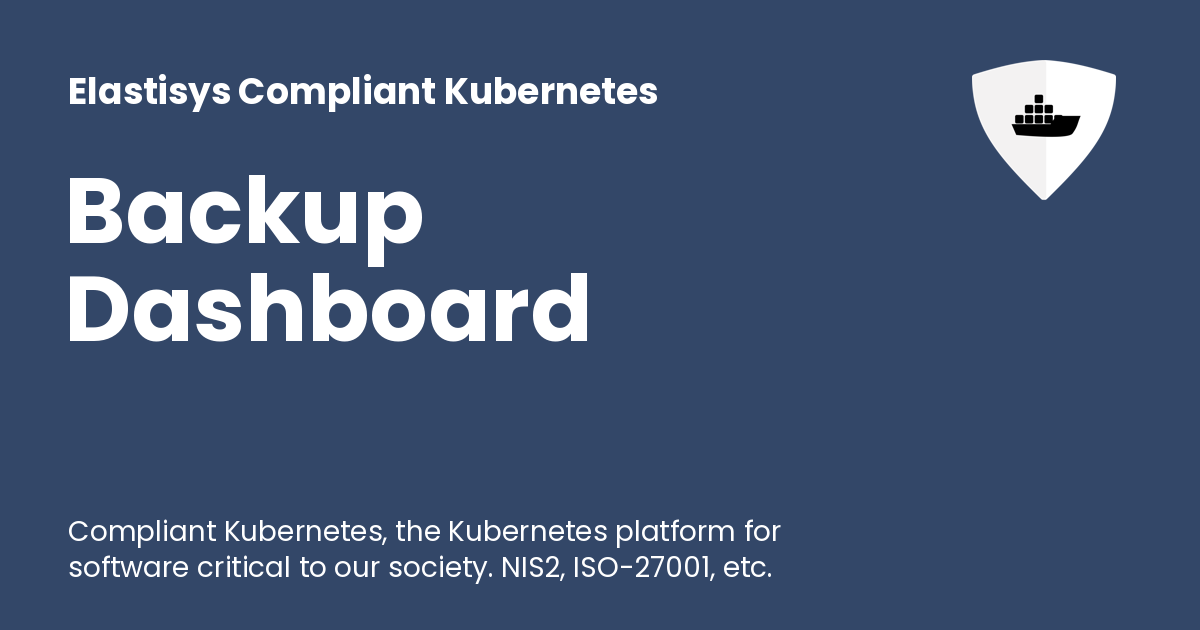 Elastisys Compliant Kubernetes
Backup
Dashboard
Compliant Kubernetes, the Kubernetes platform for
software critical to our society. NIS2, ISO-27001, etc.